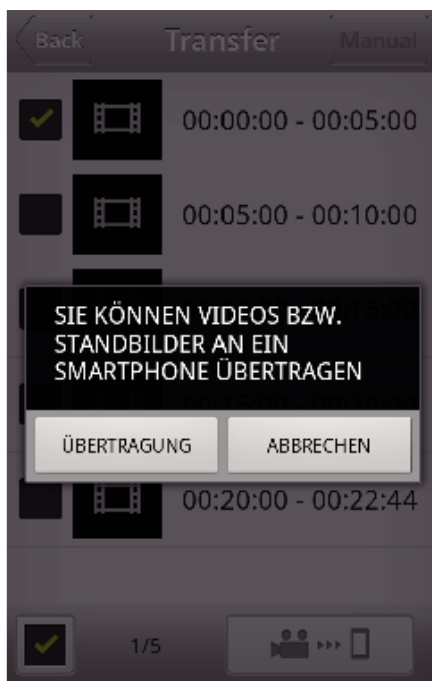 Back Transfer Manual
00:00:00 - 00:05:00
00:05:00 - 00:10:00
SIE KÖNNEN VIDEOS BZW.
STANDBILDER AN EIN
SMARTPHONE ÜBERTRAGEN
ÜBERTRAGUNG ABBRECHEN
00:20:00 - 00:22:44
1/5